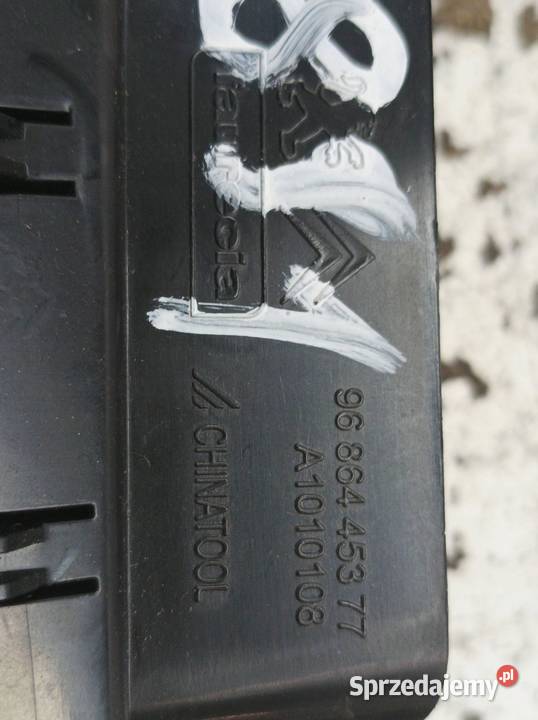 faurecia
96 864 453 77
A1010108
CHINATOOL
Sprzedajemy.pl